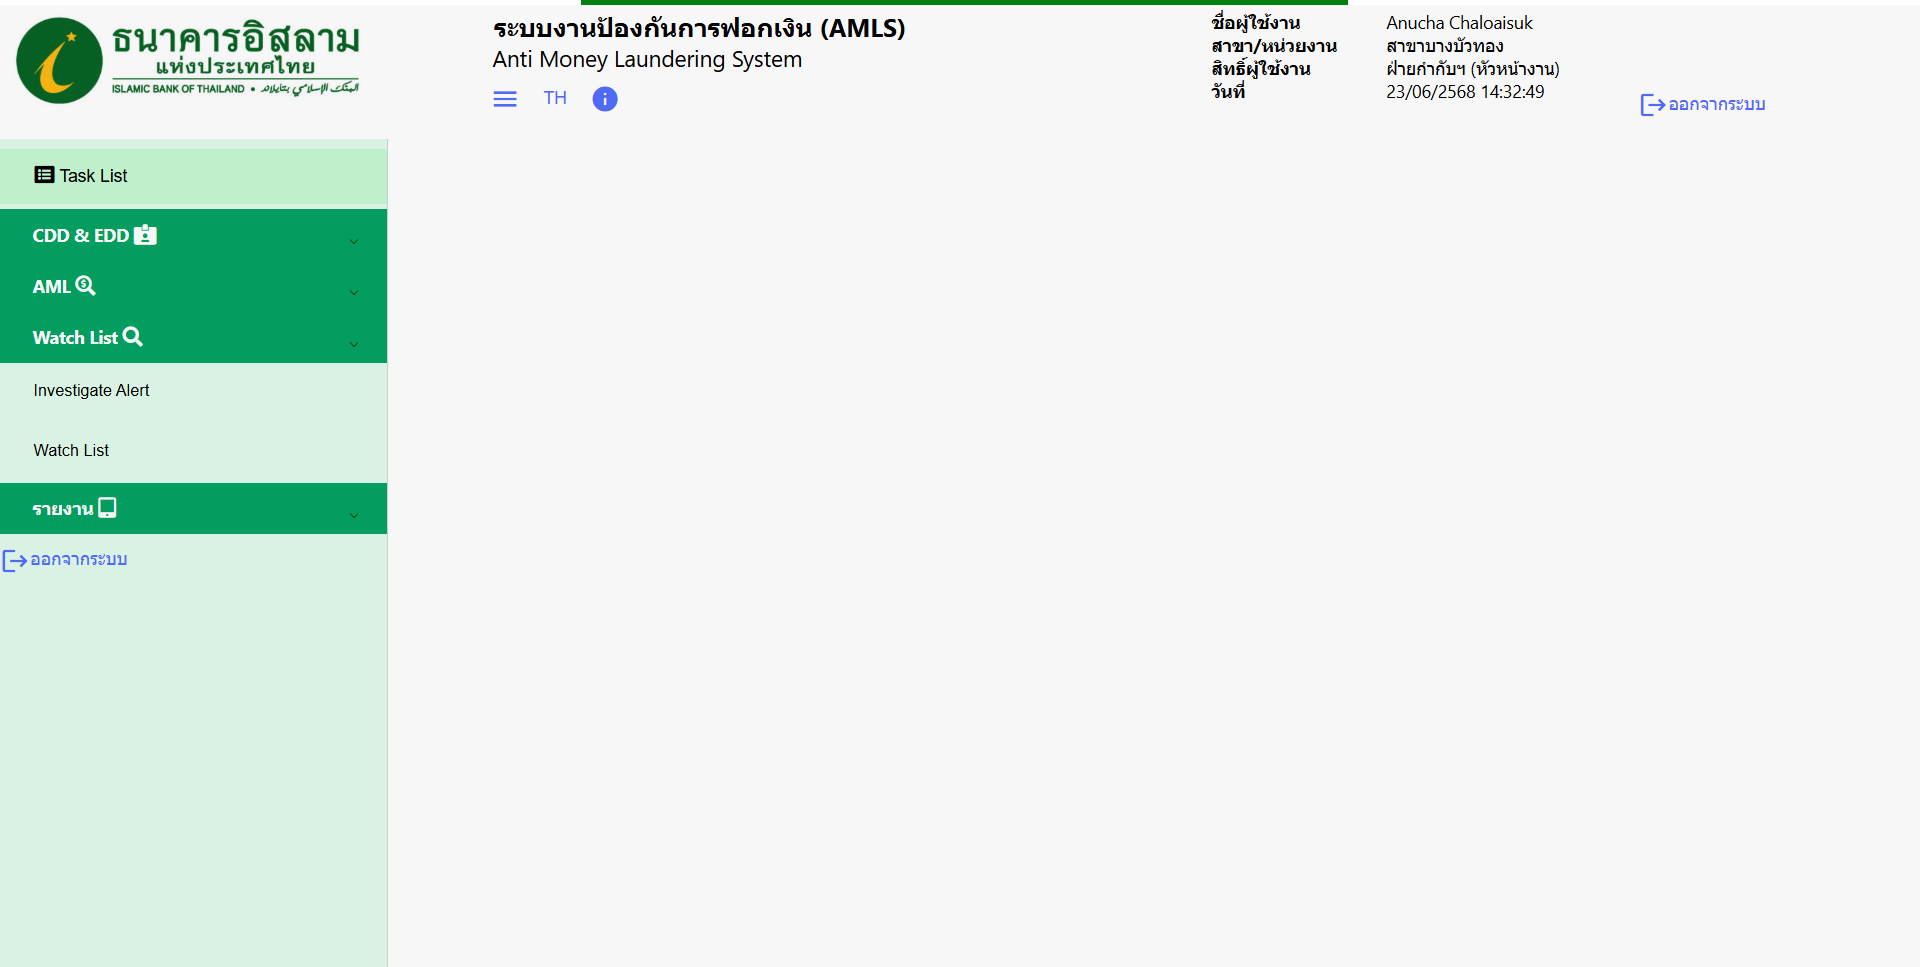 ธนาคารอิสลาม
แห่งประเทศไทย
ISLAMIC BANK OF THAILAND • البنك الإسلامي بتايلاند
ระบบงานป้องกันการฟอกเงิน (AMLS)
Anti Money Laundering System
TH
ชื่อผู้ใช้งาน Anucha Chaloaisuk
สาขา/หน่วยงาน สาขาบางบัวทอง
สิทธิ์ผู้ใช้งาน ฝ่ายกำกับฯ (หัวหน้างาน)
วันที่ 23/06/2568 14:32:49
ออกจากระบบ
Task List
CDD & EDD
AML
Watch List
Investigate Alert
Watch List
รายงาน
ออกจากระบบ